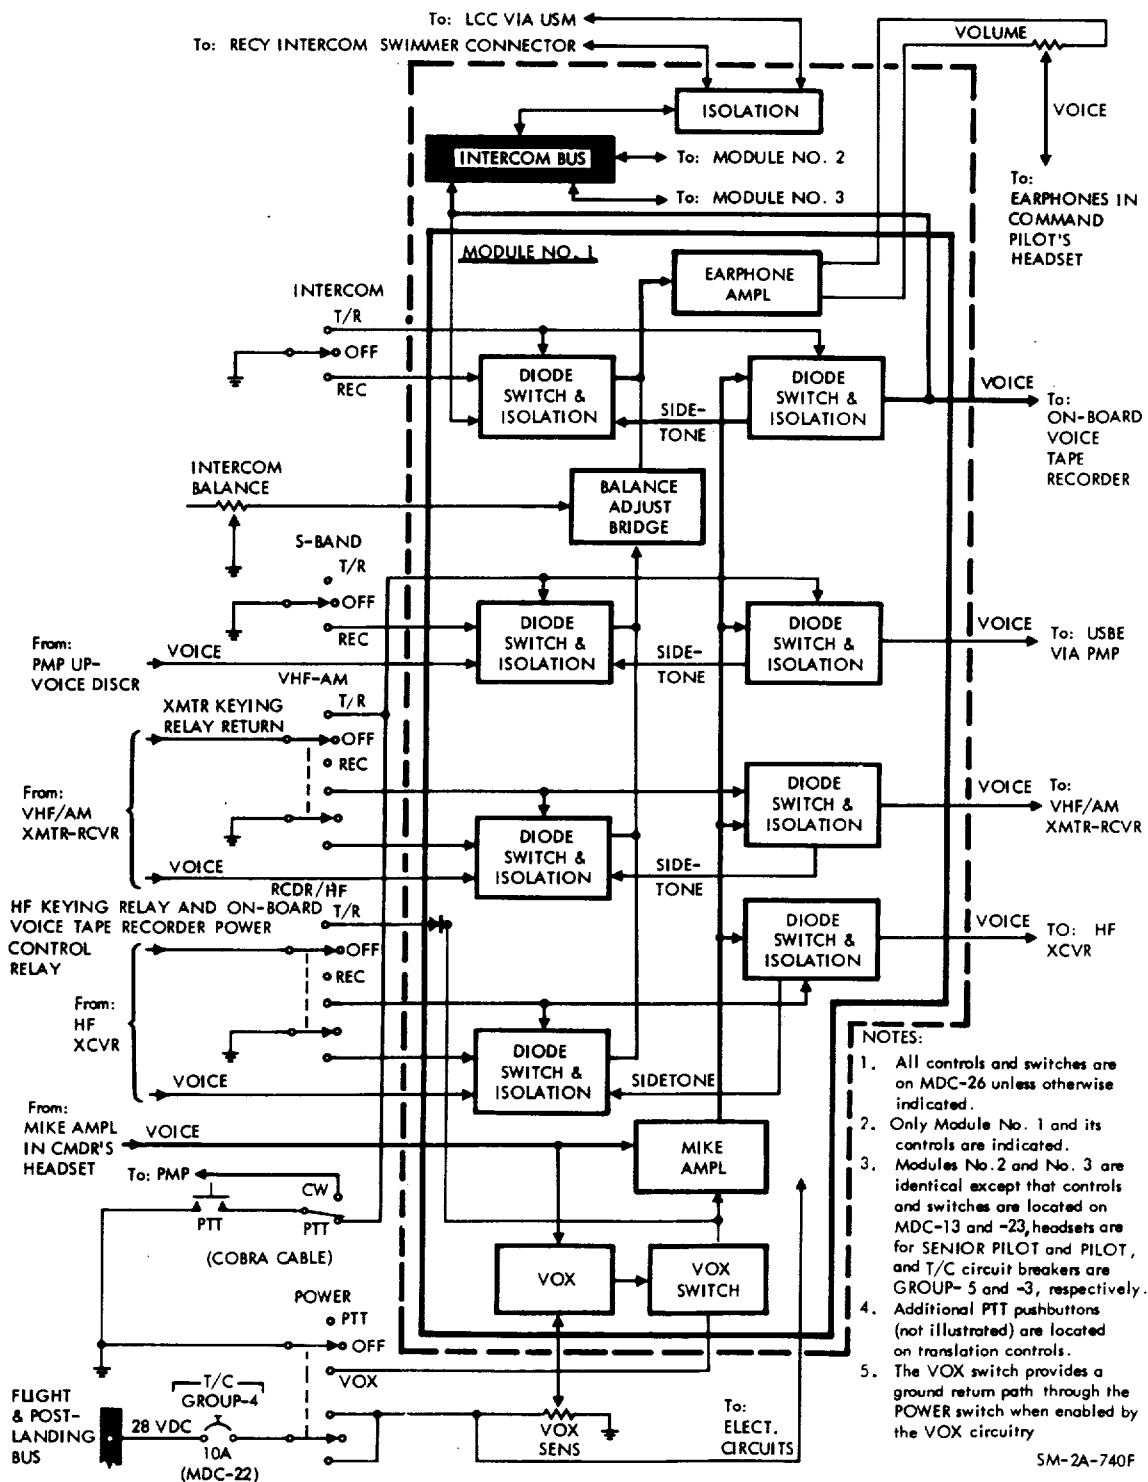 To: LCC VIA USM
To: RECY INTERCOM SWIMMER CONNECTOR
VOLUME
ISOLATION
VOICE
INTERCOM BUS
To: MODULE NO. 2
To: MODULE NO. 3
To:
EARPHONES IN
COMMAND
PILOT'S
HEADSET
MODULE NO. 1
EARPHONE
AMPL
INTERCOM
T/R
OFF
REC
DIODE
SWITCH &
ISOLATION
SIDE-
TONE
DIODE
SWITCH &
ISOLATION
VOICE
To:
ON-BOARD
VOICE
TAPE
RECORDER
INTERCOM
BALANCE
BALANCE
ADJUST
BRIDGE
S-BAND
T/R
OFF
REC
From:
PMP UP-
VOICE DISCR
VOICE
DIODE
SWITCH &
ISOLATION
SIDE-
TONE
DIODE
SWITCH &
ISOLATION
VOICE
To: USBE
VIA PMP
VHF-AM
T/R
XMTR KEYING
RELAY RETURN
OFF
REC
From:
VHF/AM
XMTR-RCVR
VOICE
DIODE
SWITCH &
ISOLATION
SIDE-
TONE
DIODE
SWITCH &
ISOLATION
VOICE
To:
VHF/AM
XMTR-RCVR
RCDR/HF
T/R
HF KEYING RELAY AND ON-BOARD
VOICE TAPE RECORDER POWER
CONTROL
RELAY
OFF
REC
From:
HF
XCVR
VOICE
DIODE
SWITCH &
ISOLATION
SIDETONE
DIODE
SWITCH &
ISOLATION
VOICE
TO: HF
XCVR
From:
MIKE AMPL
IN CMDR'S
HEADSET
VOICE
MIKE
AMPL
To: PMP
CW
PTT
PTT
(COBRA CABLE)
VOX
VOX
SWITCH
POWER
PTT
OFF
VOX
FLIGHT
& POST-
LANDING
BUS
28 VDC
T/C
GROUP-4
10A
(MDC-22)
VOX
SENS
To:
ELECT.
CIRCUITS
NOTES:
1. All controls and switches are
on MDC-26 unless otherwise
indicated.
2. Only Module No. 1 and its
controls are indicated.
3. Modules No.2 and No. 3 are
identical except that controls
and switches are located on
MDC-13 and -23, headsets are
for SENIOR PILOT and PILOT,
and T/C circuit breakers are
GROUP- 5 and -3, respectively.
4. Additional PTT pushbuttons
(not illustrated) are located
on translation controls.
5. The VOX switch provides a
ground return path through the
POWER switch when enabled by
the VOX circuitry
SM-2A-740F